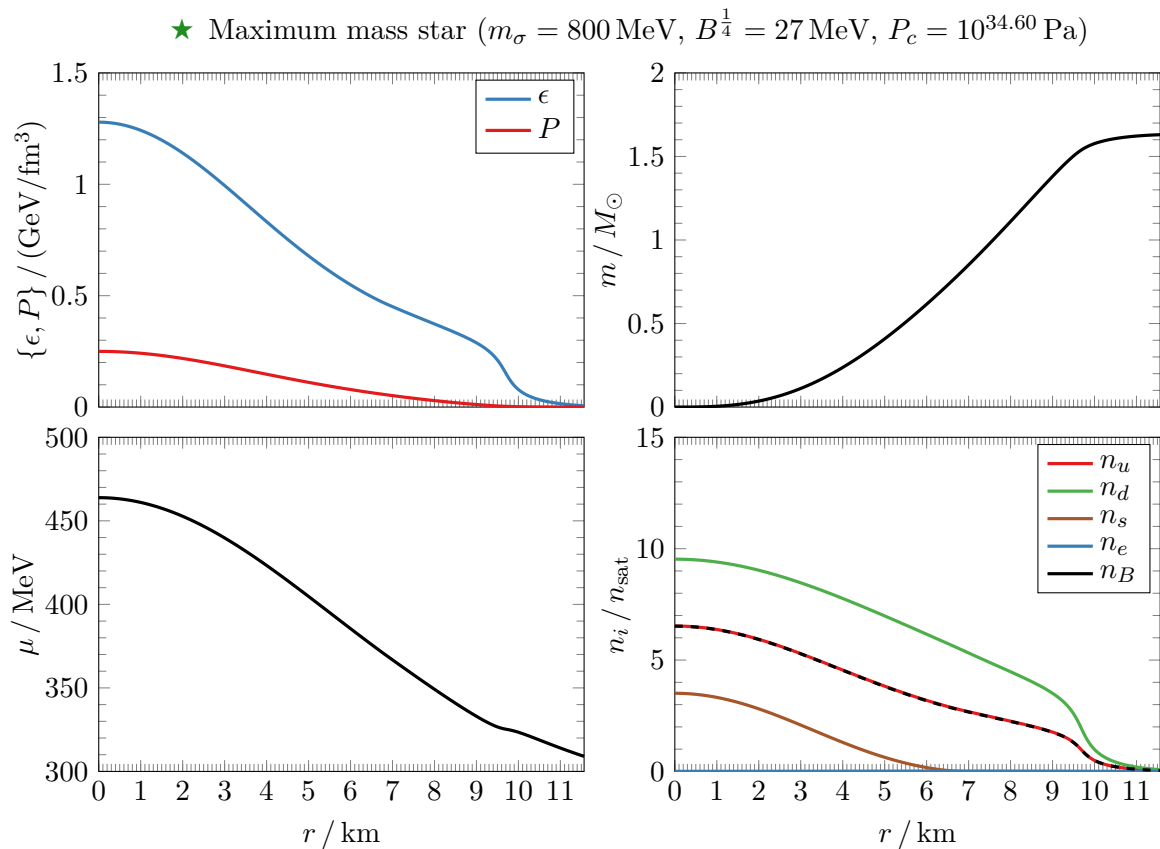 ★ Maximum mass star (m_σ = 800 MeV, B^{1/4} = 27 MeV, P_c = 10^{34.60} Pa)
{ϵ, P} / (GeV/fm³)
1.5
1
0.5
0
ϵ
P
m / M_⊙
2
1.5
1
0.5
0
μ / MeV
500
450
400
350
300
0 1 2 3 4 5 6 7 8 9 10 11
r / km
n_i / n_sat
15
10
5
0
n_u
n_d
n_s
n_e
n_B
0 1 2 3 4 5 6 7 8 9 10 11
r / km